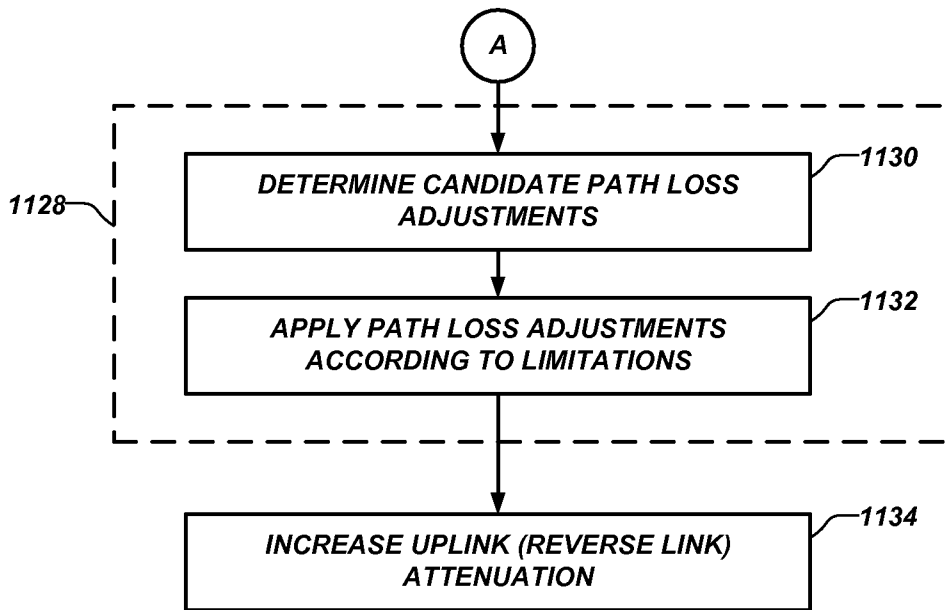 A
1130
DETERMINE CANDIDATE PATH LOSS
ADJUSTMENTS
1128
1132
APPLY PATH LOSS ADJUSTMENTS
ACCORDING TO LIMITATIONS
1134
INCREASE UPLINK (REVERSE LINK)
ATTENUATION